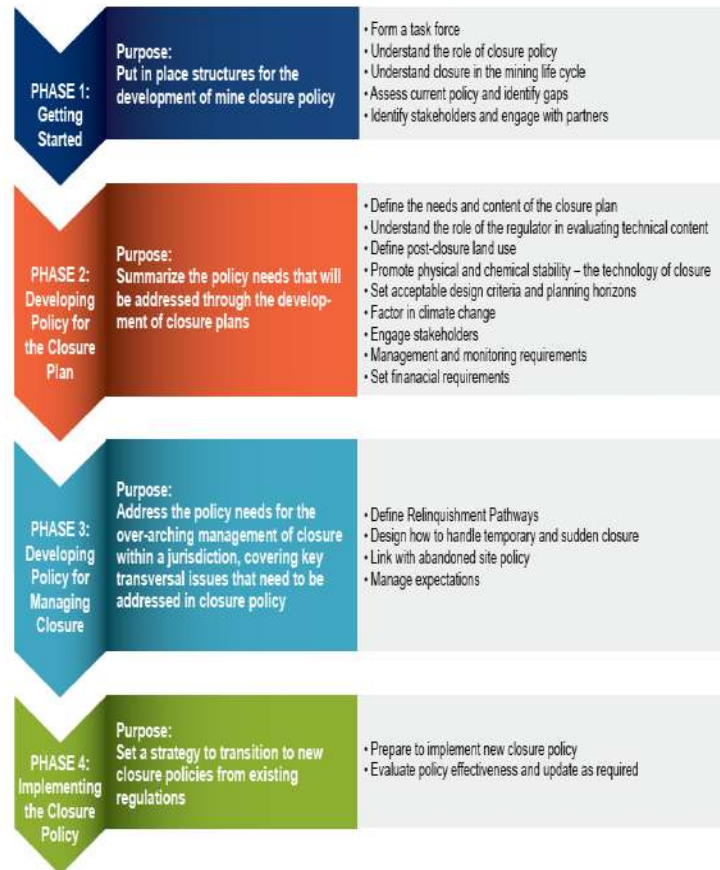 PHASE 1:
Getting
Started
Purpose:
Put in place structures for the
development of mine closure policy
• Form a task force
• Understand the role of closure policy
• Understand closure in the mining life cycle
• Assess current policy and identify gaps
• Identify stakeholders and engage with partners
PHASE 2:
Developing
Policy for
the Closure
Plan
Purpose:
Summarize the policy needs that will
be addressed through the develop-
ment of closure plans
• Define the needs and content of the closure plan
• Understand the role of the regulator in evaluating technical content
• Define post-closure land use
• Promote physical and chemical stability – the technology of closure
• Set acceptable design criteria and planning horizons
• Factor in climate change
• Engage stakeholders
• Management and monitoring requirements
• Set finanacial requirements
PHASE 3:
Developing
Policy for
Managing
Closure
Purpose:
Address the policy needs for the
over-arching management of closure
within a jurisdiction, covering key
transversal issues that need to be
addressed in closure policy
• Define Relinquishment Pathways
• Design how to handle temporary and sudden closure
• Link with abandoned site policy
• Manage expectations
PHASE 4:
Implementing
the Closure
Policy
Purpose:
Set a strategy to transition to new
closure policies from existing
regulations
• Prepare to implement new closure policy
• Evaluate policy effectiveness and update as required